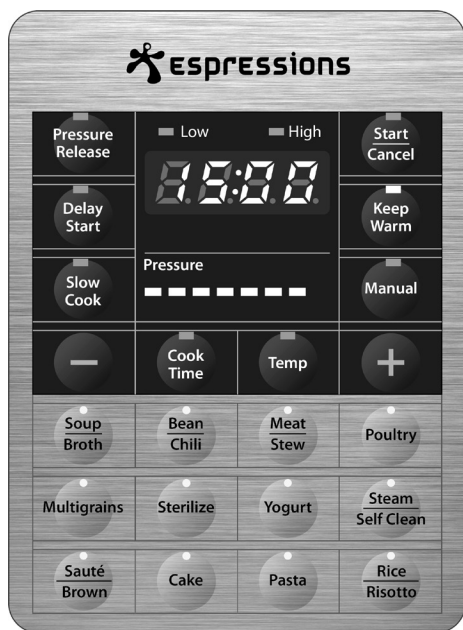 espressions
Pressure
Release
Low
High
Start
Cancel
15:00
Delay
Start
Keep
Warm
Slow
Cook
Pressure
Manual
−
Cook
Time
Temp
+
Soup
Broth
Bean
Chili
Meat
Stew
Poultry
Multigrains
Sterilize
Yogurt
Steam
Self Clean
Sauté
Brown
Cake
Pasta
Rice
Risotto